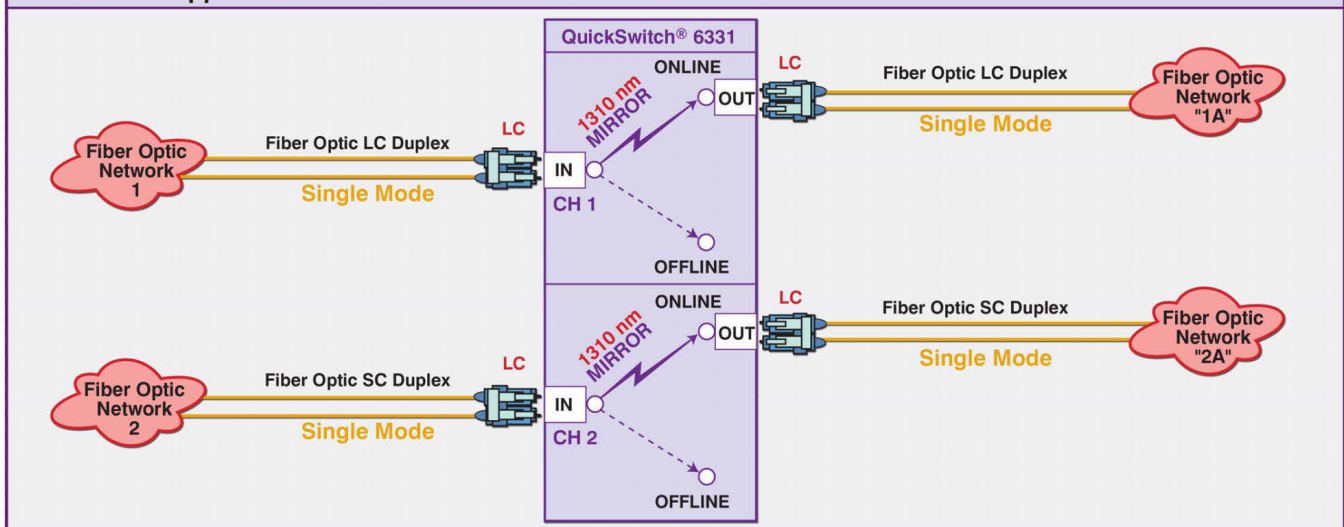 QuickSwitch® 6331
Fiber Optic
Network
1
Fiber Optic LC Duplex
Single Mode
LC
IN
CH 1
1310 nm
MIRROR
ONLINE
OUT
OFFLINE
LC
Fiber Optic LC Duplex
Single Mode
Fiber Optic
Network
"1A"
Fiber Optic
Network
2
Fiber Optic SC Duplex
Single Mode
LC
IN
CH 2
1310 nm
MIRROR
ONLINE
OUT
OFFLINE
LC
Fiber Optic SC Duplex
Single Mode
Fiber Optic
Network
"2A"